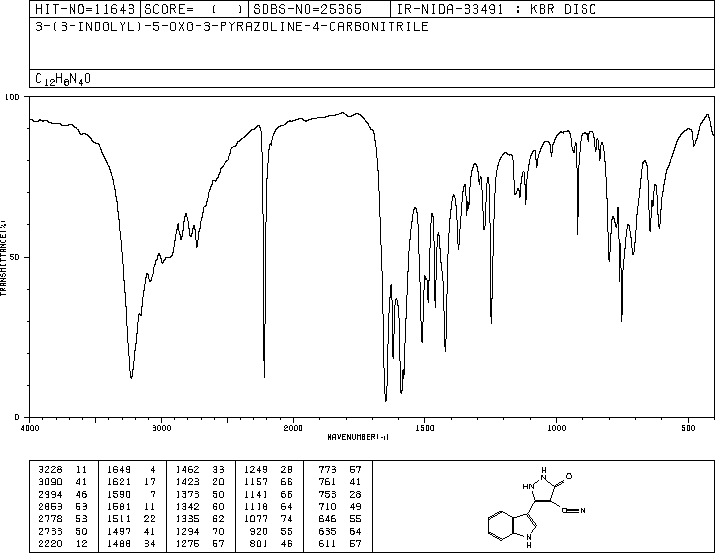 HIT-NO=11643 SCORE= ( ) SDBS-NO=25365 IR-NIDA-33491 : KBR DISC
3-(3-INDOLYL)-5-OXO-3-PYRAZOLINE-4-CARBONITRILE
C12H8N4O
100
50
0
TRANSMITTANCE(%)
4000 3000 2000 1500 1000 500
WAVENUMBER(-1)
3228 11 1649 4 1462 33 1249 28 773 57
3090 41 1621 17 1423 20 1157 66 761 41
2994 46 1590 7 1373 50 1141 66 753 28
2853 53 1581 11 1342 60 1118 64 710 49
2778 53 1511 22 1335 62 1077 74 646 55
2733 50 1497 41 1294 70 920 55 635 64
2220 12 1488 34 1276 57 801 46 611 57
H
N
O
HN
C
N
N
H